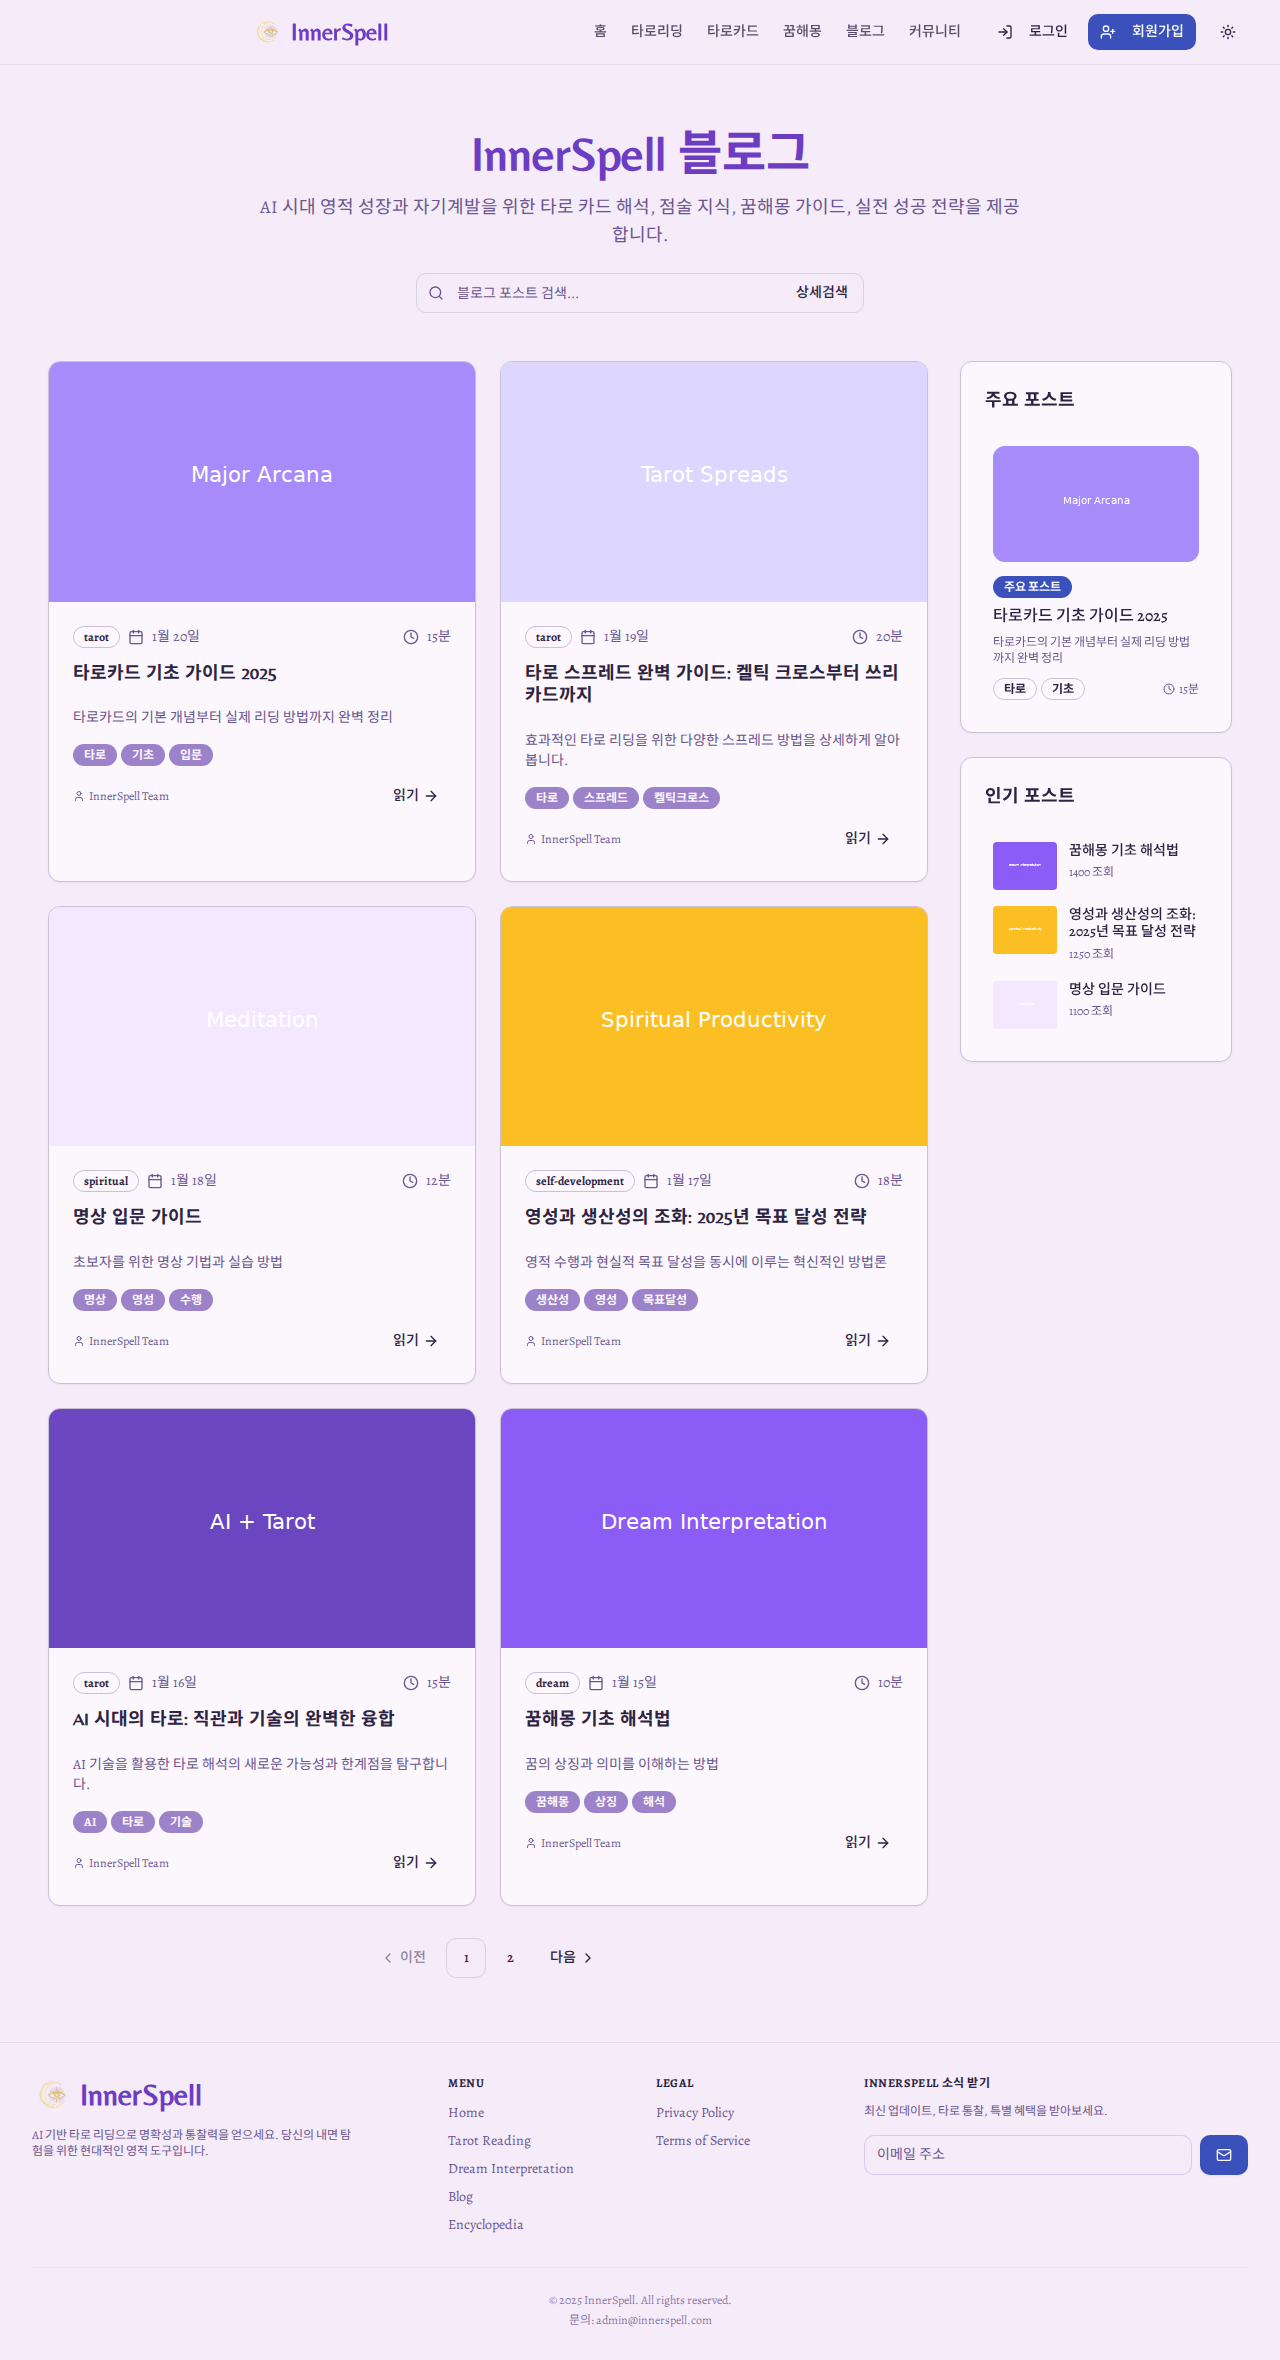 InnerSpell
홈
타로리딩
타로카드
꿈해몽
블로그
커뮤니티
로그인
회원가입
InnerSpell 블로그
AI 시대 영적 성장과 자기계발을 위한 타로 카드 해석, 점술 지식, 꿈해몽 가이드, 실전 성공 전략을 제공
합니다.
블로그 포스트 검색...
상세검색
Major Arcana
tarot
1월 20일
15분
타로카드 기초 가이드 2025
타로카드의 기본 개념부터 실제 리딩 방법까지 완벽 정리
타로
기초
입문
InnerSpell Team
읽기
Tarot Spreads
tarot
1월 19일
20분
타로 스프레드 완벽 가이드: 켈틱 크로스부터 쓰리
카드까지
효과적인 타로 리딩을 위한 다양한 스프레드 방법을 상세하게 알아
봅니다.
타로
스프레드
켈틱크로스
InnerSpell Team
읽기
Meditation
spiritual
1월 18일
12분
명상 입문 가이드
초보자를 위한 명상 기법과 실습 방법
명상
영성
수행
InnerSpell Team
읽기
Spiritual Productivity
self-development
1월 17일
18분
영성과 생산성의 조화: 2025년 목표 달성 전략
영적 수행과 현실적 목표 달성을 동시에 이루는 혁신적인 방법론
생산성
영성
목표달성
InnerSpell Team
읽기
AI + Tarot
tarot
1월 16일
15분
AI 시대의 타로: 직관과 기술의 완벽한 융합
AI 기술을 활용한 타로 해석의 새로운 가능성과 한계점을 탐구합니
다.
AI
타로
기술
InnerSpell Team
읽기
Dream Interpretation
dream
1월 15일
10분
꿈해몽 기초 해석법
꿈의 상징과 의미를 이해하는 방법
꿈해몽
상징
해석
InnerSpell Team
읽기
이전
1
2
다음
주요 포스트
Major Arcana
주요 포스트
타로카드 기초 가이드 2025
타로카드의 기본 개념부터 실제 리딩 방법
까지 완벽 정리
타로
기초
15분
인기 포스트
꿈해몽 기초 해석법
1400 조회
영성과 생산성의 조화:
2025년 목표 달성 전략
1250 조회
명상 입문 가이드
1100 조회
InnerSpell
AI 기반 타로 리딩으로 명확성과 통찰력을 얻으세요. 당신의 내면 탐
험을 위한 현대적인 영적 도구입니다.
MENU
Home
Tarot Reading
Dream Interpretation
Blog
Encyclopedia
LEGAL
Privacy Policy
Terms of Service
INNERSPELL 소식 받기
최신 업데이트, 타로 통찰, 특별 혜택을 받아보세요.
이메일 주소
© 2025 InnerSpell. All rights reserved.
문의: admin@innerspell.com